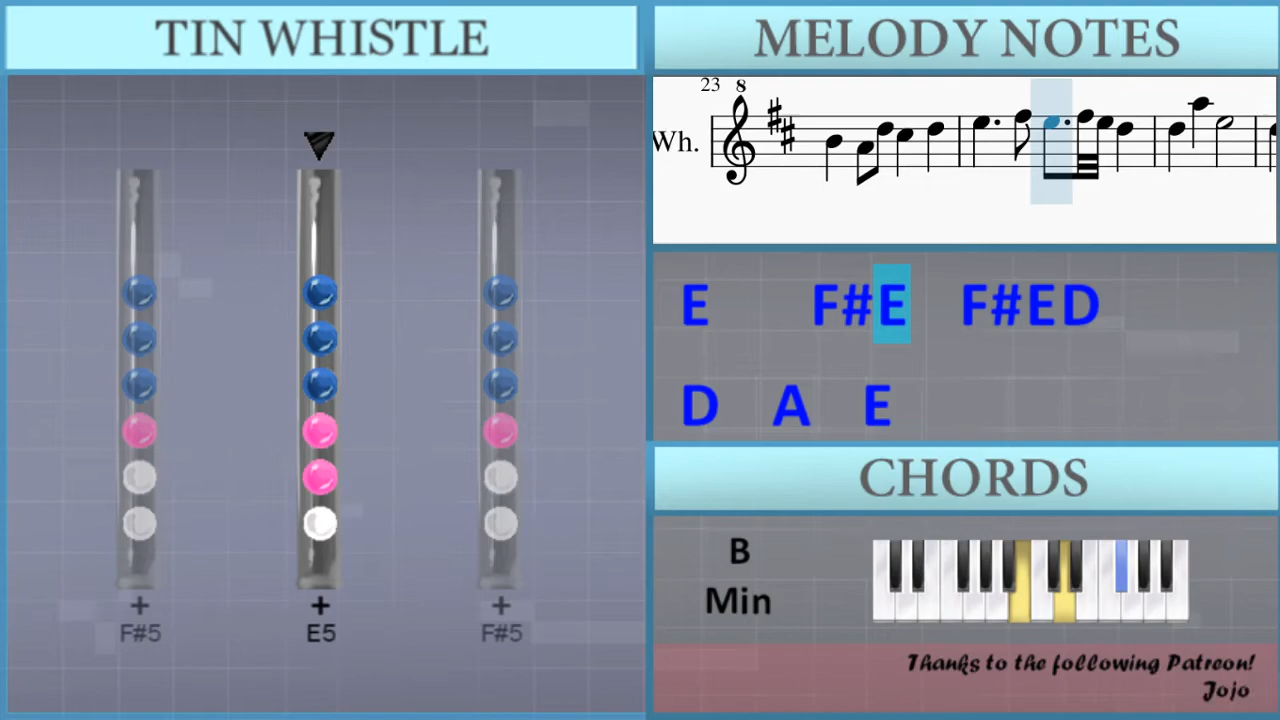 TIN WHISTLE
+
F#5
+
E5
+
F#5
MELODY NOTES
23 8
Wh.
E F#E F#ED
D A E
CHORDS
B
Min
Thanks to the following Patreon!
Jojo